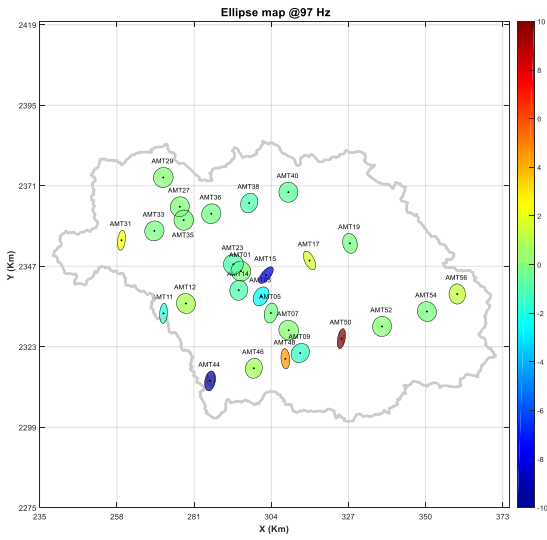 Ellipse map @97 Hz
10
2419
8
2395
6
AMT29
AMT40
2371
AMT27
AMT38
4
AMT36
AMT31
AMT33
AMT19
2
AMT35
AMT17
AMT23
AMT01
AMT15
2347
0
AMT56
AMT12
AMT11
AMT05
AMT54
-2
AMT07
AMT52
AMT50
2323
AMT09
AMT48
-4
AMT46
AMT44
-6
2299
-8
2275
-10
235
258
281
304
327
350
373
X (Km)
Y (Km)